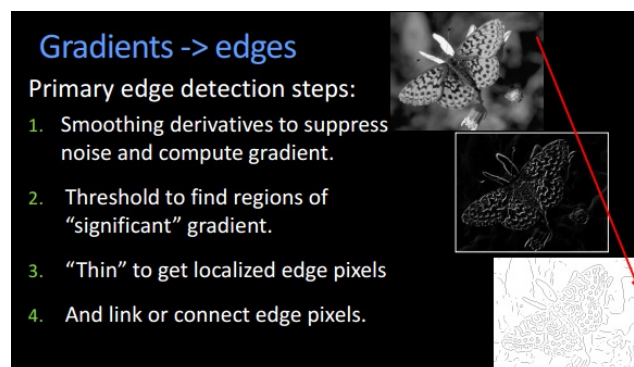 Gradients -> edges
Primary edge detection steps:
1. Smoothing derivatives to suppress
noise and compute gradient.
2. Threshold to find regions of
“significant” gradient.
3. “Thin” to get localized edge pixels
4. And link or connect edge pixels.